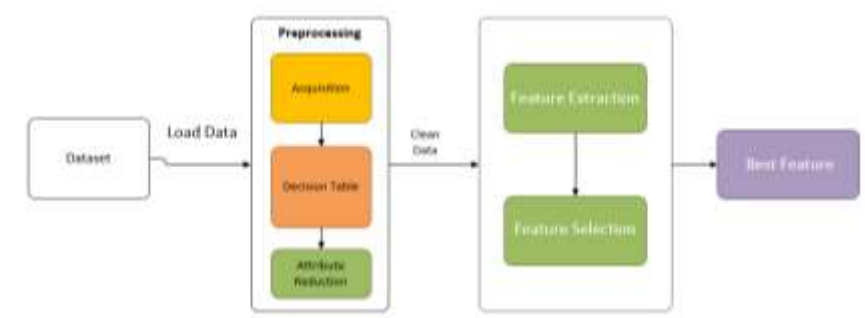 Preprocessing
Acquisition
Load Data
Dataset
Decision Table
Attribute
Reduction
Clean
Data
Feature Extraction
Feature Selection
Best Feature